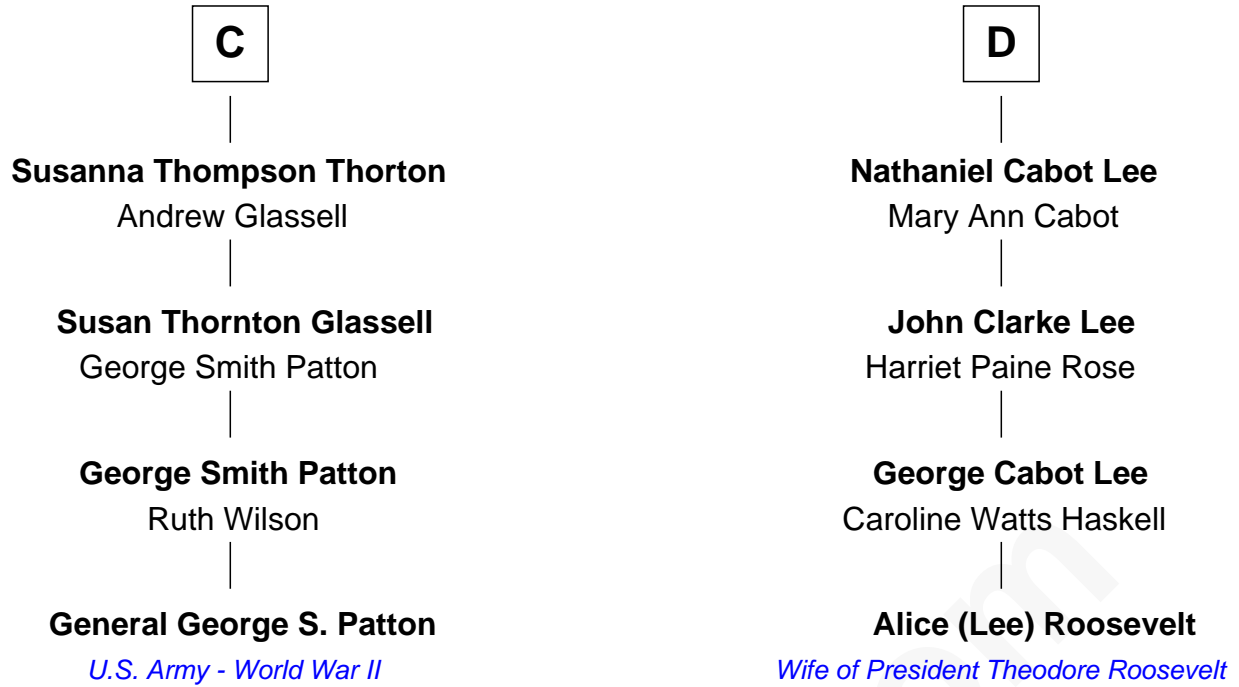 C
Susanna Thompson Thorton
Andrew Glassell
Susan Thornton Glassell
George Smith Patton
George Smith Patton
Ruth Wilson
General George S. Patton
U.S. Army - World War II
D
Nathaniel Cabot Lee
Mary Ann Cabot
John Clarke Lee
Harriet Paine Rose
George Cabot Lee
Caroline Watts Haskell
Alice (Lee) Roosevelt
Wife of President Theodore Roosevelt